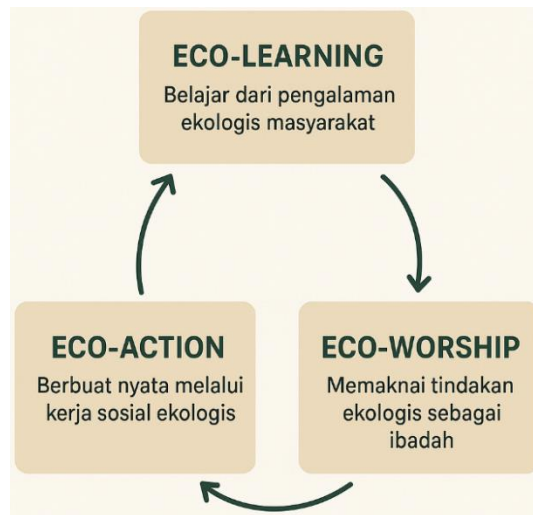 ECO-LEARNING
Belajar dari pengalaman
ekologis masyarakat
ECO-ACTION
Berbuat nyata melalui
kerja sosial ekologis
ECO-WORSHIP
Memaknai tindakan
ekologis sebagai
ibadah